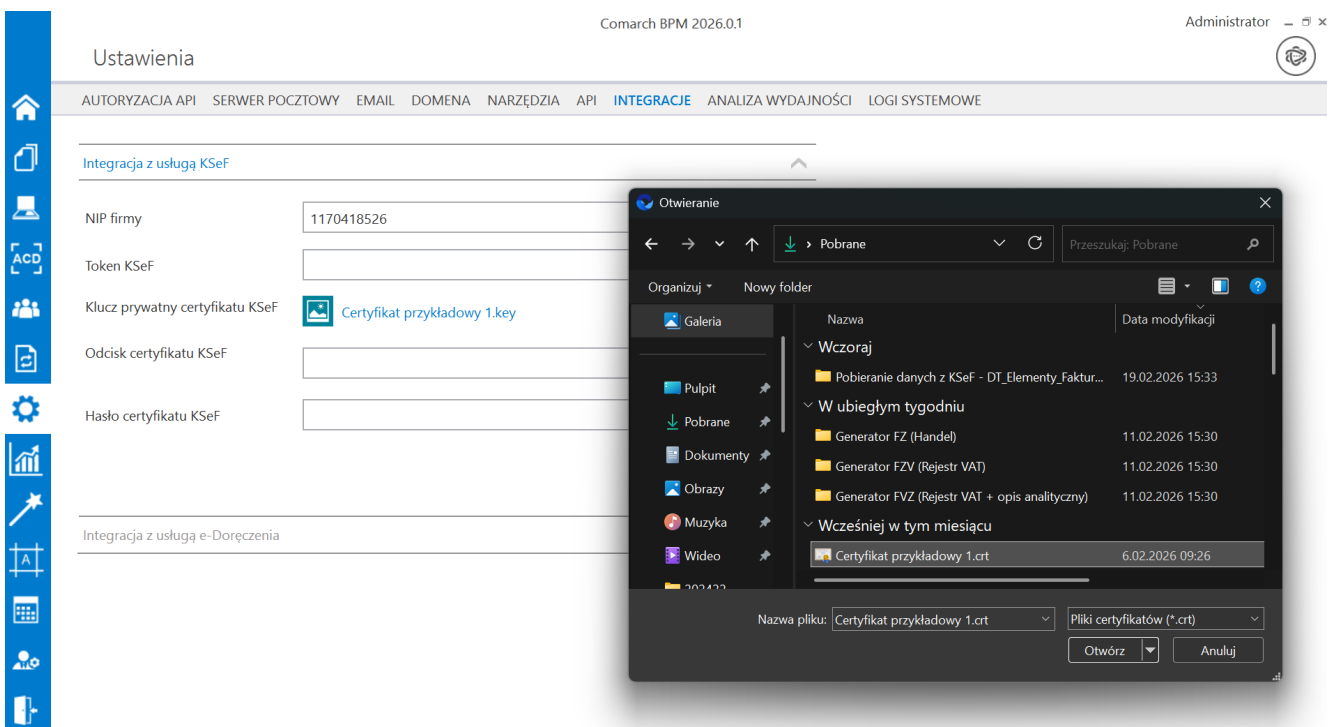 Comarch BPM 2026.0.1
Administrator
Ustawienia
AUTORYZACJA API SERWER POCZTOWY EMAIL DOMENA NARZĘDZIA API INTEGRACJE ANALIZA WYDAJNOŚCI LOGI SYSTEMOWE
ACD
A
Integracja z usługą KSeF
NIP firmy 1170418526
Token KSeF
Klucz prywatny certyfikatu KSeF Certyfikat przykładowy 1.key
Odcisk certyfikatu KSeF
Hasło certyfikatu KSeF
Integracja z usługą e-Doręczenia
Otwieranie
Pobrane
Przeszukaj: Pobrane
Organizuj Nowy folder
Galeria
Pulpit
Pobrane
Dokumenty
Obrazy
Muzyka
Wideo
Nazwa Data modyfikacji
Wczoraj
Pobieranie danych z KSeF - DT_Elementy_Faktur... 19.02.2026 15:33
W ubiegłym tygodniu
Generator FZ (Handel) 11.02.2026 15:30
Generator FZV (Rejestr VAT) 11.02.2026 15:30
Generator FVZ (Rejestr VAT + opis analityczny) 11.02.2026 15:30
Wcześniej w tym miesiącu
Certyfikat przykładowy 1.crt 6.02.2026 09:26
Nazwa pliku: Certyfikat przykładowy 1.crt Pliki certyfikatów (*.crt)
Otwórz Anuluj